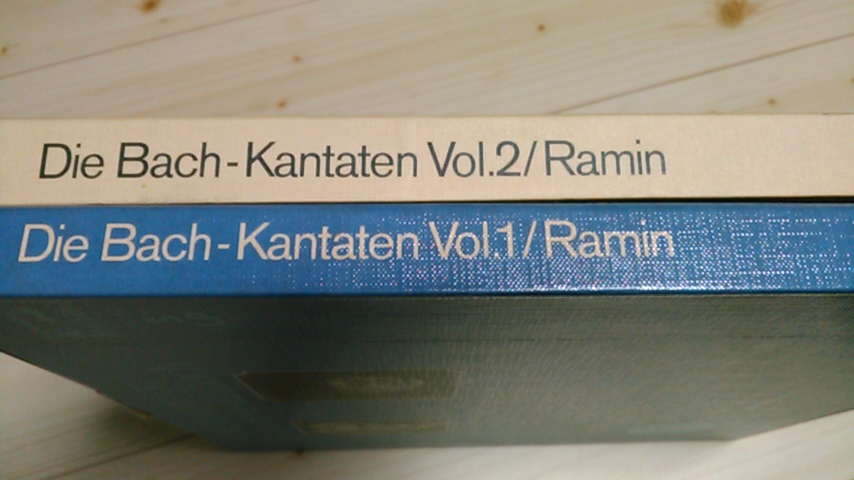 Die Bach-Kantaten Vol.2/Ramin
Die Bach-Kantaten Vol.1/Ramin